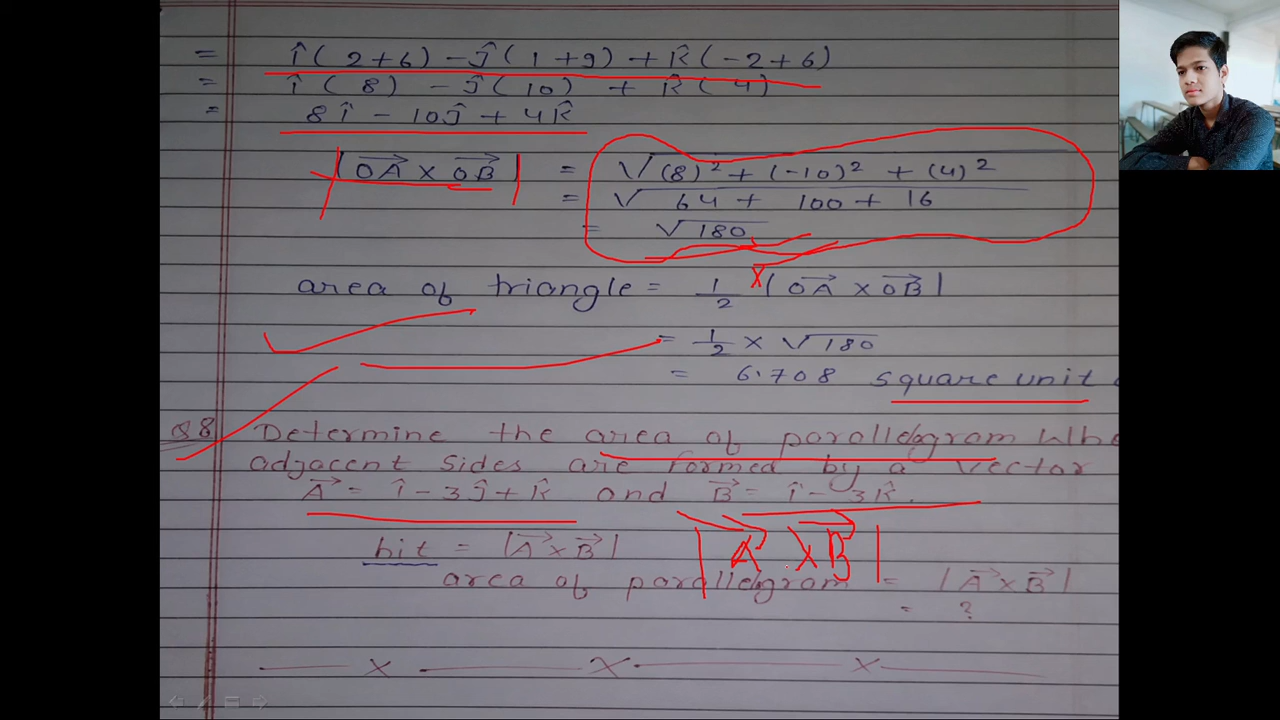 = î ( 2+6) - ĵ ( 1 +9) + k̂ ( -2 + 6)
= î ( 8) - ĵ ( 10) + k̂ ( 4)
= 8î - 10ĵ + 4k̂
| OA⃗ × OB⃗ | = √(8)² + (-10)² + (4)²
= √64 + 100 + 16
= √180
area of triangle = 1/2 × | OA⃗ × OB⃗ |
= 1/2 × √180
= 6.708 square unit
Q8 Determine the area of parallelogram Whe
adjacent sides are formed by a vector
A⃗ = î - 3ĵ + k̂ and B⃗ = î - 3k̂.
hit = |A⃗ × B⃗|
| A⃗ × B⃗ |
area of parallelogram = | A⃗ × B⃗ |
= ?
× × ×